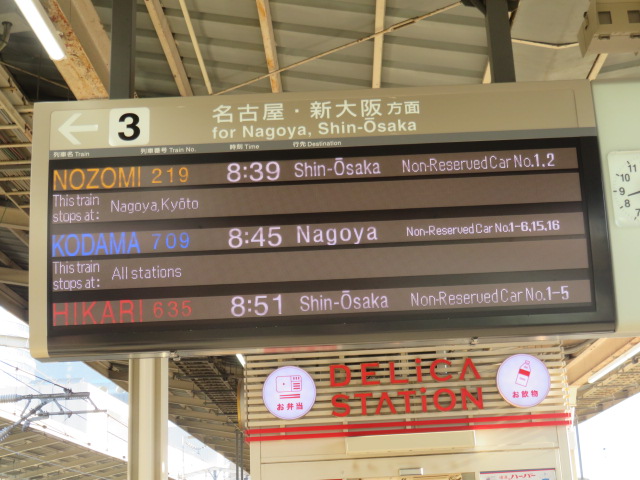 3 名古屋・新大阪方面
for Nagoya, Shin-Ōsaka
列車名 Train 列車番号 Train No. 時刻 Time 行先 Destination
NOZOMI 219 8:39 Shin-Ōsaka Non-Reserved Car No.1.2
This train stops at: Nagoya,Kyōto
KODAMA 709 8:45 Nagoya Non-Reserved Car No.1-6,15,16
This train stops at: All stations
HIKARI 635 8:51 Shin-Ōsaka Non-Reserved Car No.1-5
11
10
9
8
DELICA
STATION
お弁当
お飲物